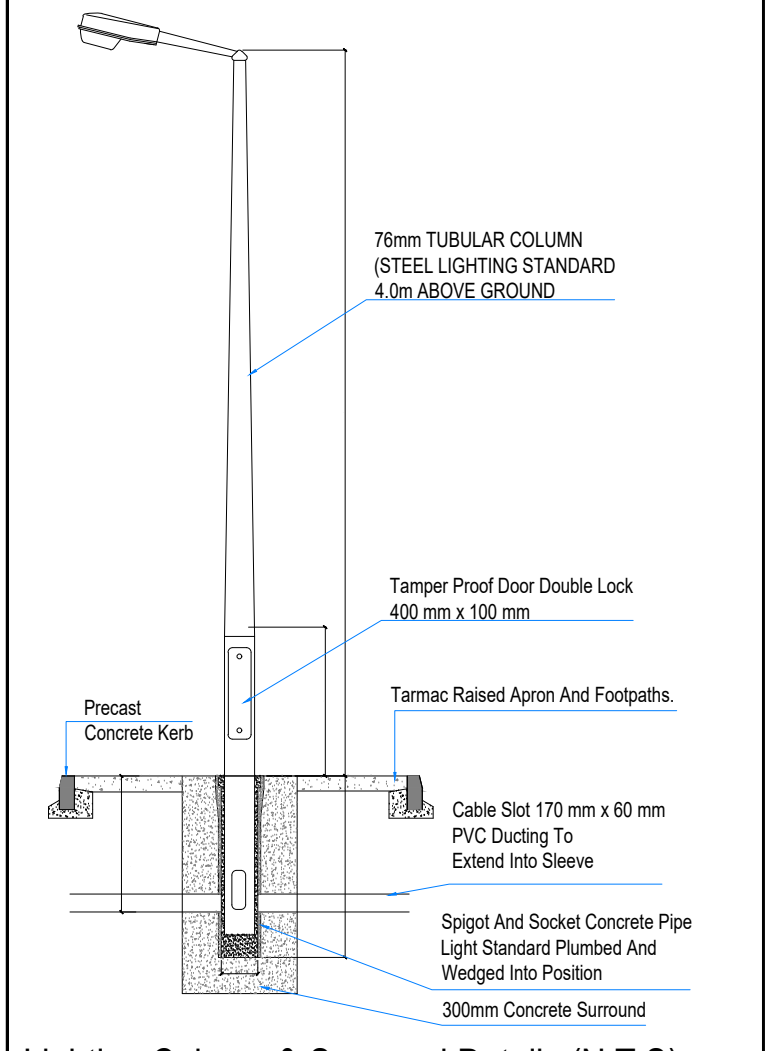 76mm TUBULAR COLUMN
(STEEL LIGHTING STANDARD
4.0m ABOVE GROUND
Tamper Proof Door Double Lock
400 mm x 100 mm
Precast
Concrete Kerb
Tarmac Raised Apron And Footpaths.
Cable Slot 170 mm x 60 mm
PVC Ducting To
Extend Into Sleeve
Spigot And Socket Concrete Pipe
Light Standard Plumbed And
Wedged Into Position
300mm Concrete Surround